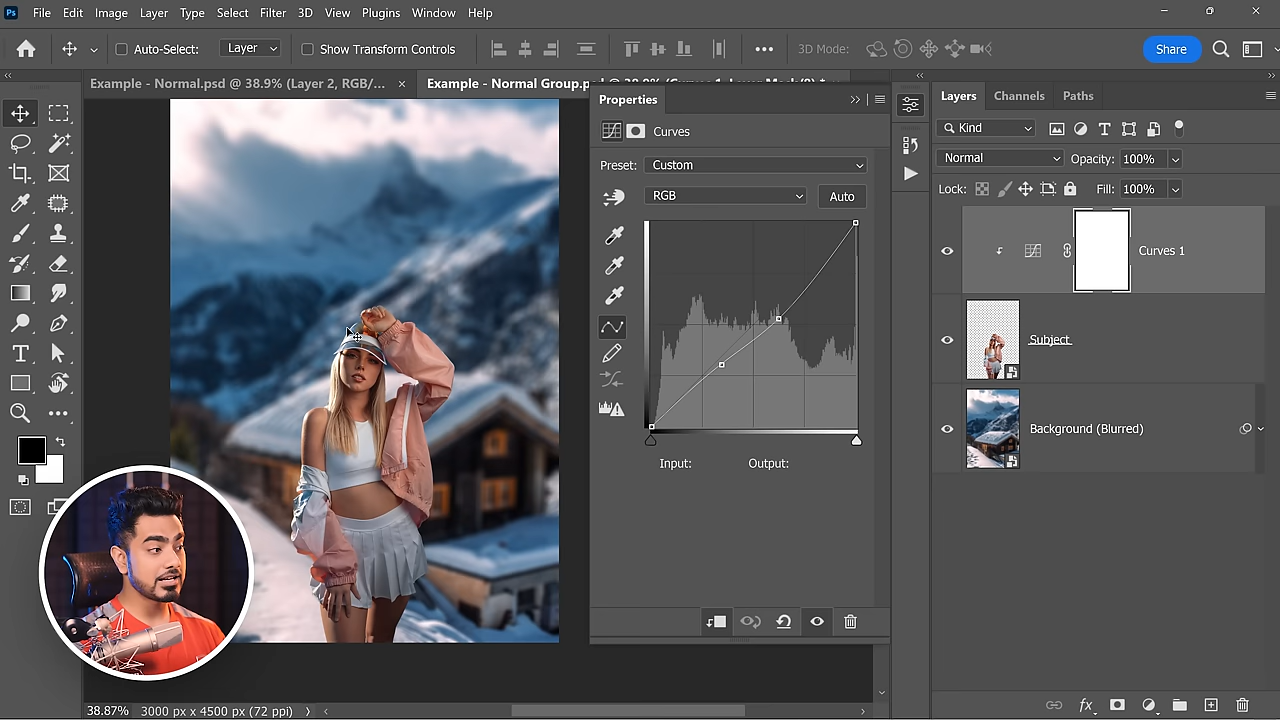 Ps File Edit Image Layer Type Select Filter 3D View Plugins Window Help
Auto-Select: Layer Show Transform Controls 3D Mode: Share
Example - Normal.psd @ 38.9% (Layer 2, RGB/... × Example - Normal Group.p
Properties
Curves
Preset: Custom
RGB Auto
Input: Output:
Layers Channels Paths
Kind
Normal Opacity: 100%
Lock: Fill: 100%
Curves 1
Subject
Background (Blurred)
38.87% 3000 px x 4500 px (72 ppi)